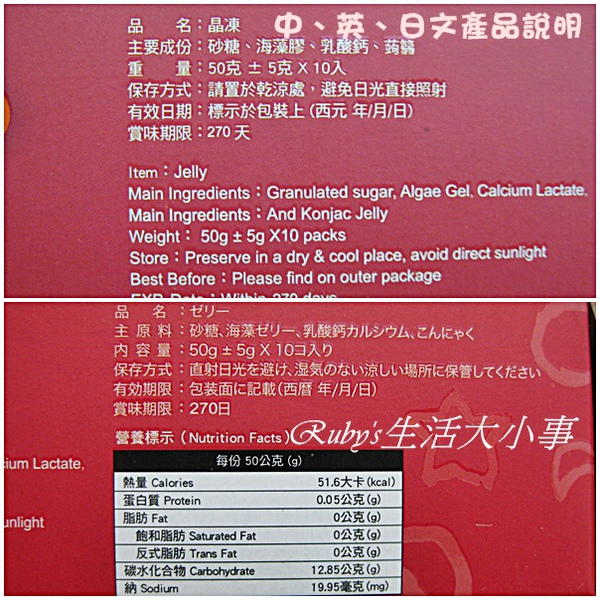 中、英、日文產品說明
品　　名：晶凍
主要成份：砂糖、海藻膠、乳酸鈣、蒟蒻
重　　量：50克 ± 5克 X 10入
保存方式：請置於乾涼處，避免日光直接照射
有效日期：標示於包裝上 (西元 年/月/日)
賞味期限：270 天
Item：Jelly
Main Ingredients：Granulated sugar, Algae Gel, Calcium Lactate,
Main Ingredients：And Konjac Jelly
Weight： 50g ± 5g X10 packs
Store：Preserve in a dry & cool place, avoid direct sunlight
Best Before：Please find on outer package
EXP. Date：Within 270 days
品　　名：ゼリー
主 原 料：砂糖、海藻ゼリー、乳酸鈣カルシウム、こんにゃく
内 容 量：50g ± 5g X 10コ入り
保存方式：直射日光を避け、湿気のない涼しい場所に保管してください
有効期限：包装面に記載 (西暦 年/月/日)
賞味期限：270日
Ruby's生活大小事
營養標示 ( Nutrition Facts )
每份 50公克 (g)
熱量 Calories 51.6大卡 (kcal)
蛋白質 Protein 0.05公克 (g)
脂肪 Fat 0公克 (g)
飽和脂肪 Saturated Fat 0公克 (g)
反式脂肪 Trans Fat 0公克 (g)
碳水化合物 Carbohydrate 12.85公克 (g)
鈉 Sodium 19.95毫克 (mg)
cium Lactate,
unlight